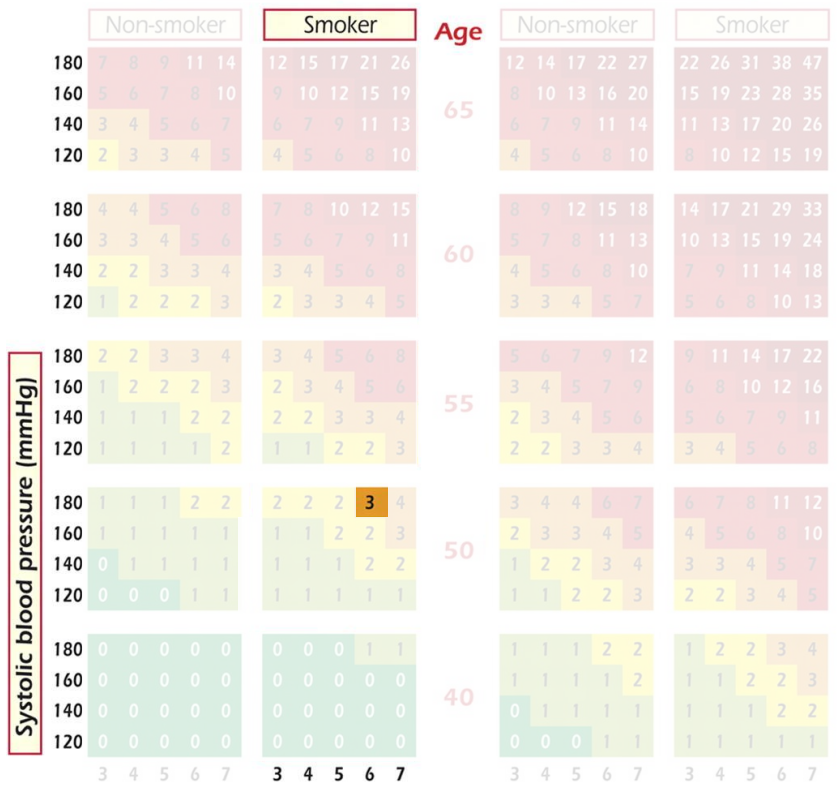 Non-smoker Smoker Age Non-smoker Smoker
180 7 8 9 11 14 12 15 17 21 26 12 14 17 22 27 22 26 31 38 47
160 5 6 7 8 10 9 10 12 15 19 8 10 13 16 20 15 19 23 28 35
65
140 3 4 5 6 7 6 7 9 11 13 6 7 9 11 14 11 13 17 20 26
120 2 3 3 4 5 4 5 6 8 10 4 5 6 8 10 8 10 12 15 19
180 4 4 5 6 8 7 8 10 12 15 8 9 12 15 18 14 17 21 29 33
160 3 3 4 5 6 5 6 7 9 11 5 7 8 11 13 10 13 15 19 24
60
140 2 2 3 3 4 3 4 5 6 8 4 5 6 8 10 7 9 11 14 18
120 1 2 2 2 3 2 3 3 4 5 3 3 4 5 7 5 6 8 10 13
180 2 2 3 3 4 3 4 5 6 8 5 6 7 9 12 9 11 14 17 22
160 1 2 2 2 3 2 3 4 5 6 3 4 5 7 9 6 8 10 12 16
55
140 1 1 1 2 2 2 2 3 3 4 2 3 4 5 6 5 6 7 9 11
120 1 1 1 1 2 1 1 2 2 3 2 2 3 3 4 3 4 5 6 8
180 1 1 1 2 2 2 2 2 3 4 3 4 4 6 7 6 7 8 11 12
160 1 1 1 1 1 1 1 2 2 3 2 3 3 4 5 4 5 6 8 10
50
140 0 1 1 1 1 1 1 1 2 2 1 2 2 3 4 3 3 4 5 7
120 0 0 0 1 1 1 1 1 1 1 1 1 2 2 3 2 2 3 4 5
180 0 0 0 0 0 0 0 0 1 1 1 1 1 2 2 1 2 2 3 4
160 0 0 0 0 0 0 0 0 0 0 1 1 1 1 2 1 1 2 2 3
40
140 0 0 0 0 0 0 0 0 0 0 0 1 1 1 1 1 1 1 2 2
120 0 0 0 0 0 0 0 0 0 0 0 0 0 1 1 1 1 1 1 1
3 4 5 6 7 3 4 5 6 7 3 4 5 6 7 3 4 5 6 7
Systolic blood pressure (mmHg)